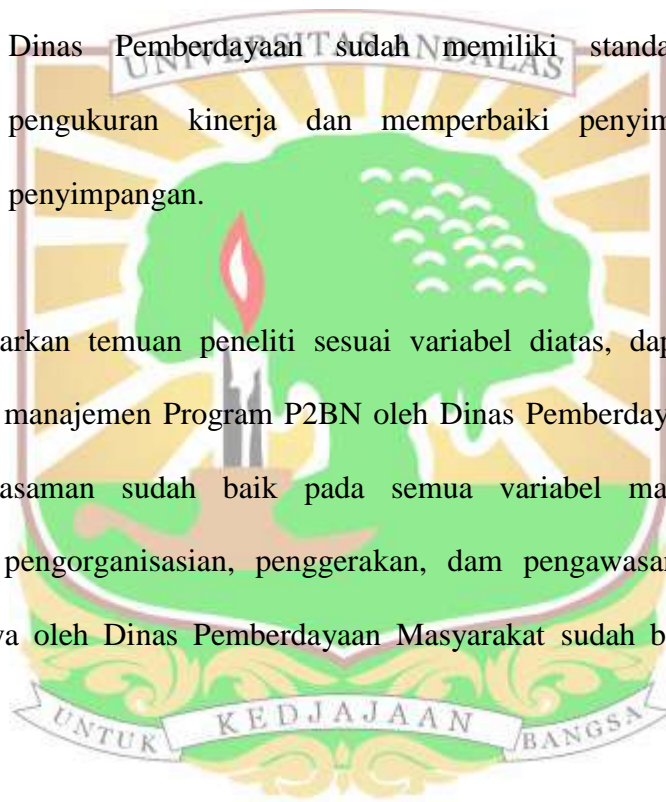 Dinas Pemberdayaan sudah memiliki standa
UNIVERSITAS ANDALAS
pengukuran kinerja dan memperbaiki penyim
penyimpangan.
arkan temuan peneliti sesuai variabel diatas, dap
manajemen Program P2BN oleh Dinas Pemberday
asaman sudah baik pada semua variabel ma
pengorganisasian, penggerakan, dam pengawasan
va oleh Dinas Pemberdayaan Masyarakat sudah b
UNTUK KEDJAJAAN BANGSA